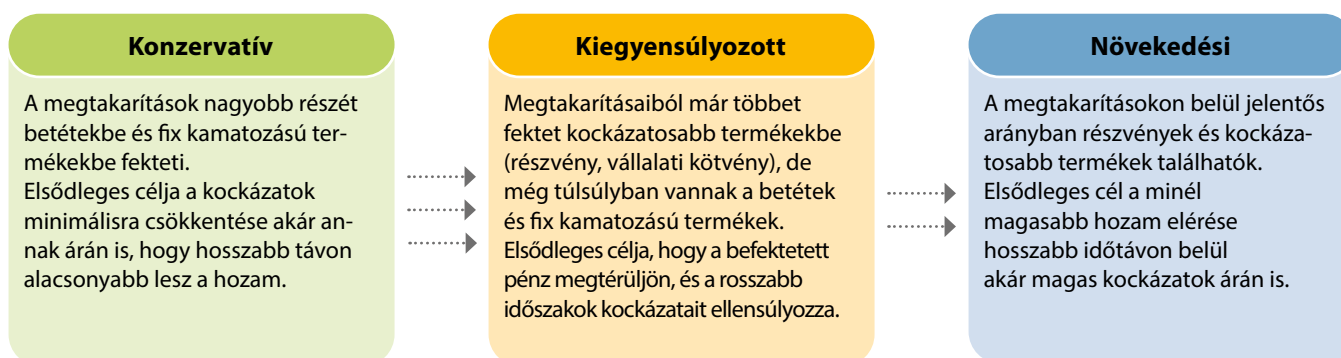 Konzervatív
A megtakarítások nagyobb részét
betétekbe és fix kamatozású ter-
mékekbe fekteti.
Elsődleges célja a kockázatok
minimálisra csökkentése akár an-
nak árán is, hogy hosszabb távon
alacsonyabb lesz a hozam.
Kiegyensúlyozott
Megtakarításaiból már többet
fektet kockázatosabb termékekbe
(részvény, vállalati kötvény), de
még túlsúlyban vannak a betétek
és fix kamatozású termékek.
Elsődleges célja, hogy a befektetett
pénz megtérüljön, és a rosszabb
időszakok kockázatait ellensúlyozza.
Növekedési
A megtakarításokon belül jelentős
arányban részvények és kockáza-
tosabb termékek találhatók.
Elsődleges cél a minél
magasabb hozam elérése
hosszabb időtávon belül
akár magas kockázatok árán is.